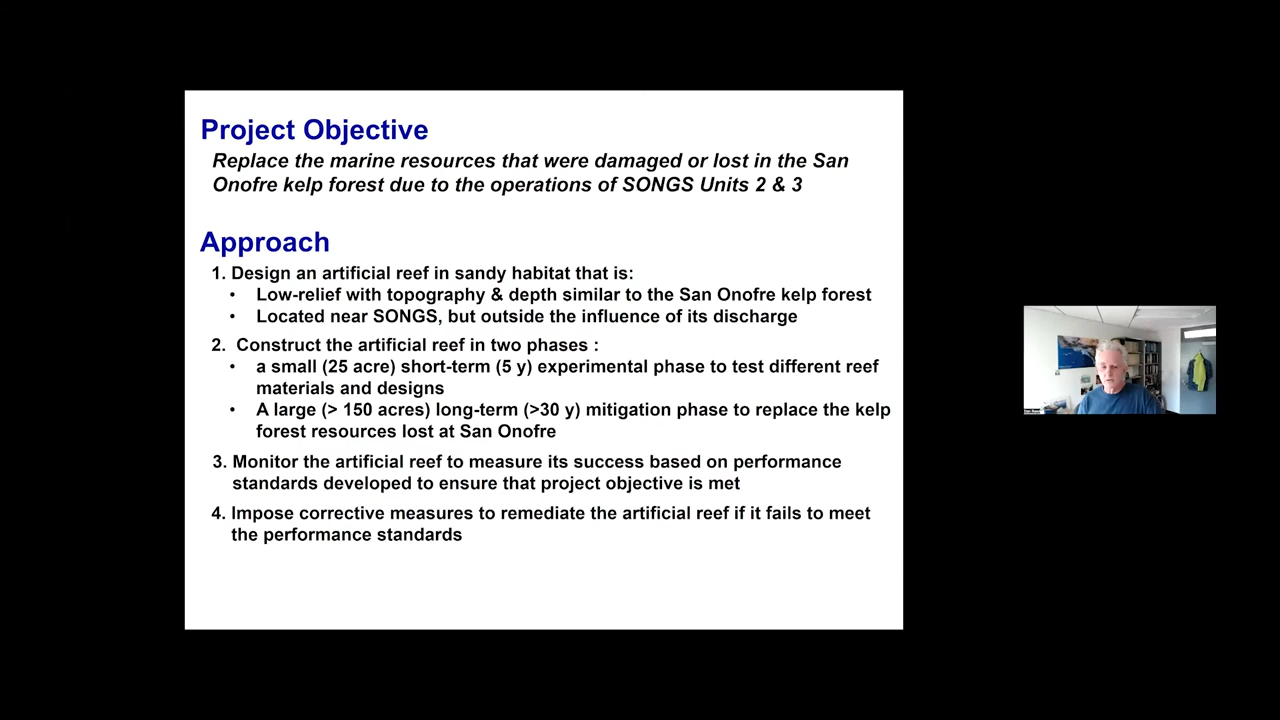 Project Objective
Replace the marine resources that were damaged or lost in the San
Onofre kelp forest due to the operations of SONGS Units 2 & 3
Approach
1. Design an artificial reef in sandy habitat that is:
• Low-relief with topography & depth similar to the San Onofre kelp forest
• Located near SONGS, but outside the influence of its discharge
2. Construct the artificial reef in two phases :
• a small (25 acre) short-term (5 y) experimental phase to test different reef
materials and designs
• A large (> 150 acres) long-term (>30 y) mitigation phase to replace the kelp
forest resources lost at San Onofre
3. Monitor the artificial reef to measure its success based on performance
standards developed to ensure that project objective is met
4. Impose corrective measures to remediate the artificial reef if it fails to meet
the performance standards